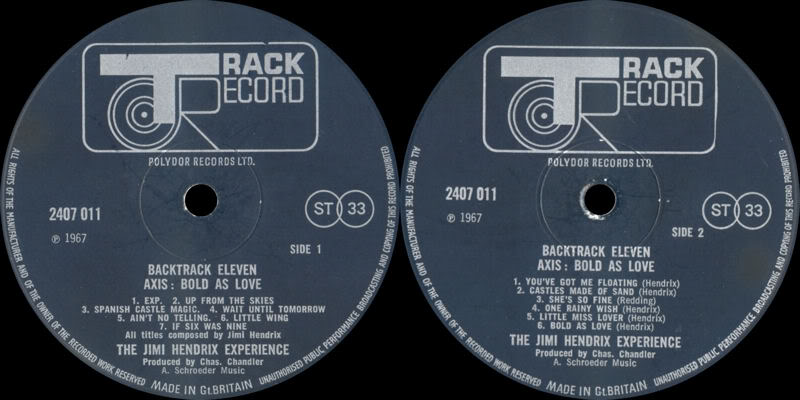 TRACK
RECORD
POLYDOR RECORDS LTD.
2407 011
℗ 1967
ST 33
SIDE 1
BACKTRACK ELEVEN
AXIS : BOLD AS LOVE
1. EXP. 2. UP FROM THE SKIES
3. SPANISH CASTLE MAGIC. 4. WAIT UNTIL TOMORROW
5. AIN'T NO TELLING. 6. LITTLE WING
7. IF SIX WAS NINE
All titles composed by Jimi Hendrix
THE JIMI HENDRIX EXPERIENCE
Produced by Chas. Chandler
A. Schroeder Music
ALL RIGHTS OF THE MANUFACTURER AND OF THE OWNER OF THE RECORDED WORK RESERVED
MADE IN Gt.BRITAIN
UNAUTHORISED PUBLIC PERFORMANCE BROADCASTING AND COPYING OF THIS RECORD PROHIBITED
TRACK
RECORD
POLYDOR RECORDS LTD.
2407 011
℗ 1967
ST 33
SIDE 2
BACKTRACK ELEVEN
AXIS : BOLD AS LOVE
1. YOU'VE GOT ME FLOATING (Hendrix)
2. CASTLES MADE OF SAND (Hendrix)
3. SHE'S SO FINE (Redding)
4. ONE RAINY WISH (Hendrix)
5. LITTLE MISS LOVER (Hendrix)
6. BOLD AS LOVE (Hendrix)
THE JIMI HENDRIX EXPERIENCE
Produced by Chas. Chandler
A. Schroeder Music
ALL RIGHTS OF THE MANUFACTURER AND OF THE OWNER OF THE RECORDED WORK RESERVED
MADE IN Gt.BRITAIN
UNAUTHORISED PUBLIC PERFORMANCE BROADCASTING AND COPYING OF THIS RECORD PROHIBITED